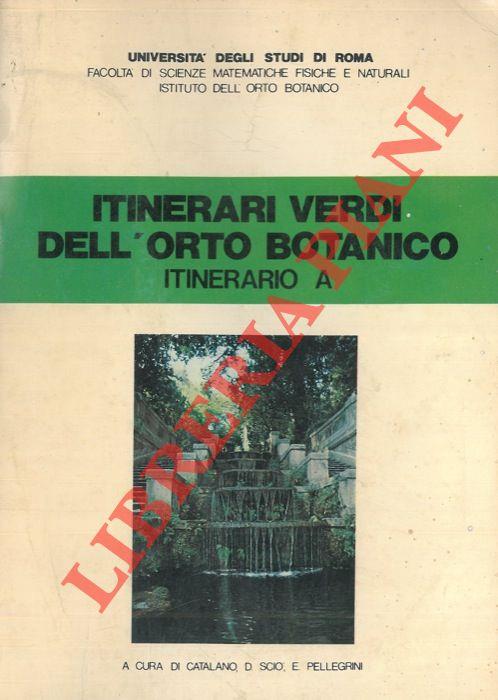 UNIVERSITA' DEGLI STUDI DI ROMA
FACOLTA DI SCIENZE MATEMATICHE FISICHE E NATURALI
ISTITUTO DELL' ORTO BOTANICO
ITINERARI VERDI
DELL'ORTO BOTANICO
ITINERARIO A
LIBRERIA PIANI
A CURA DI CATALANO, D. SCIO', E. PELLEGRINI